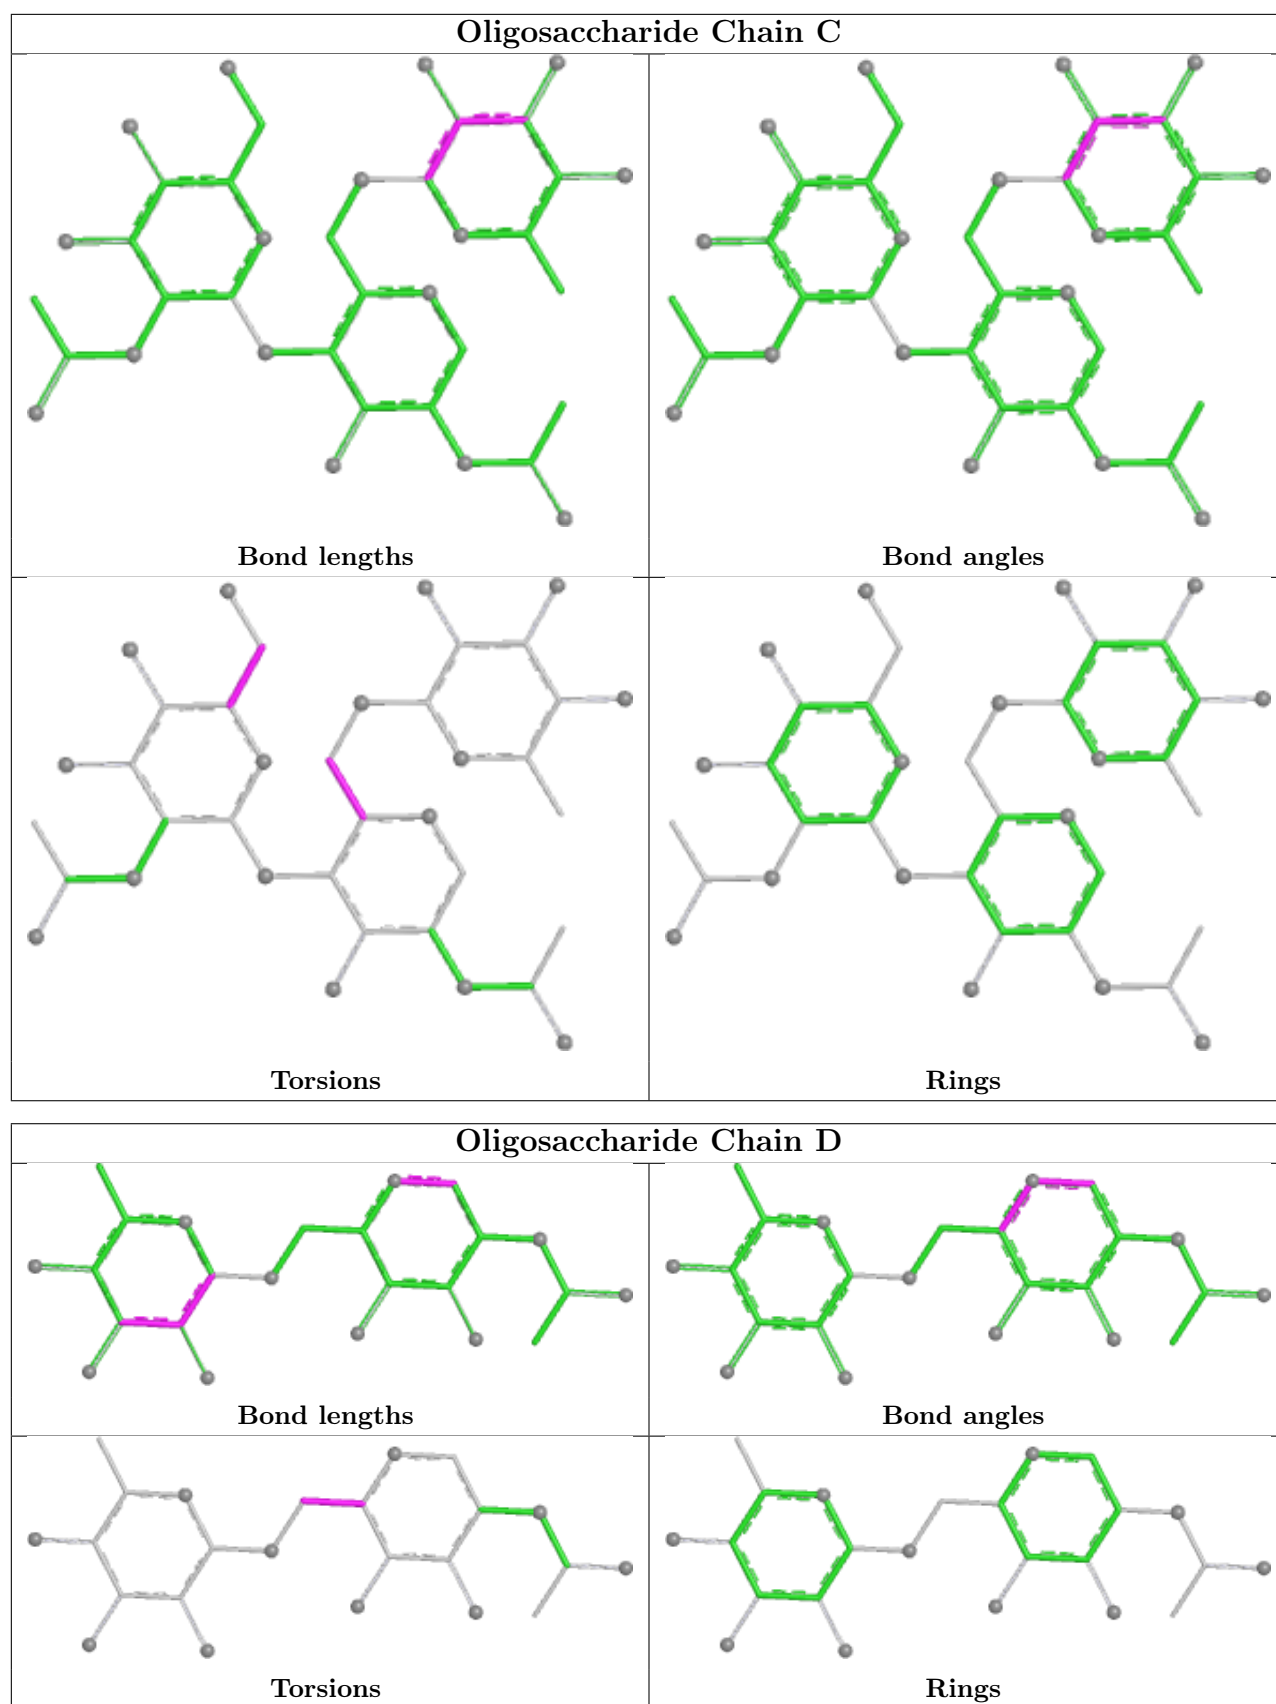 Oligosaccharide Chain C
Bond lengths
Bond angles
Torsions
Rings
Oligosaccharide Chain D
Bond lengths
Bond angles
Torsions
Rings